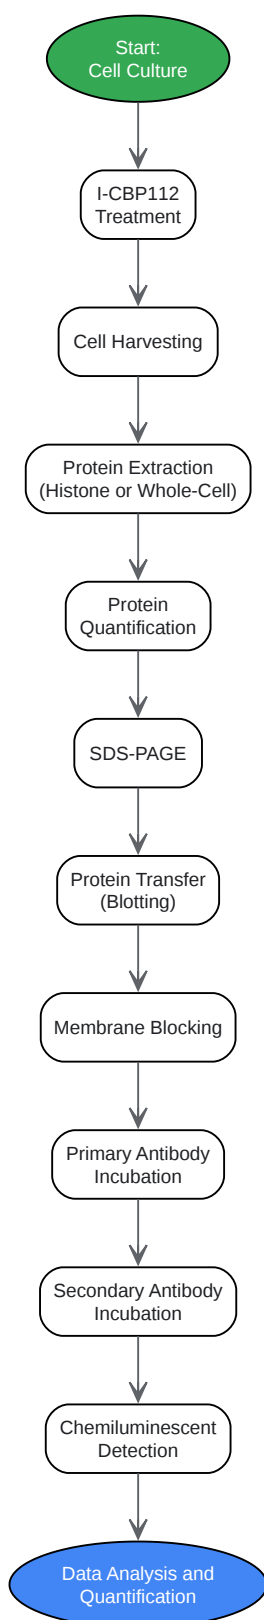 Start:
Cell Culture
I-CBP112
Treatment
Cell Harvesting
Protein Extraction
(Histone or Whole-Cell)
Protein
Quantification
SDS-PAGE
Protein Transfer
(Blotting)
Membrane Blocking
Primary Antibody
Incubation
Secondary Antibody
Incubation
Chemiluminescent
Detection
Data Analysis and
Quantification